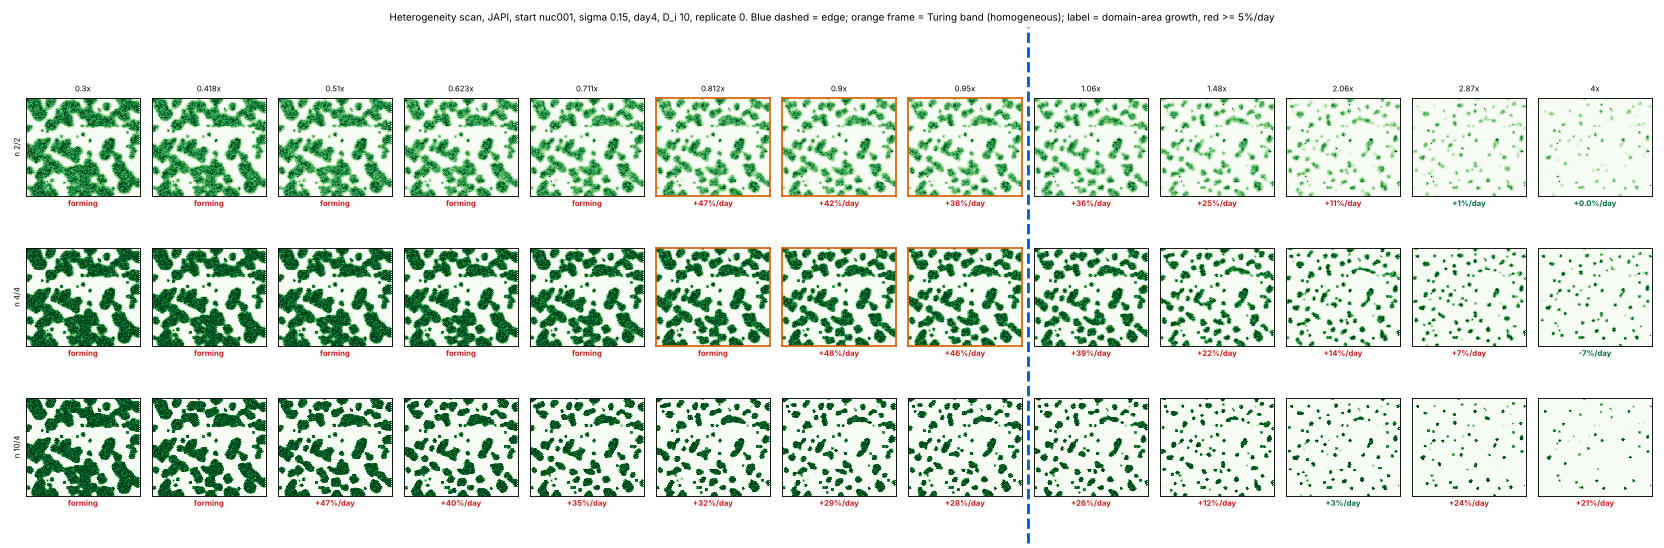 Heterogeneity scan, JAPI, start nuc001, sigma 0.15, day4, D_i 10, replicate 0. Blue dashed = edge; orange frame = Turing band (homogeneous); label = domain-area growth, red >= 5%/day
0.3x 0.418x 0.51x 0.623x 0.711x 0.812x 0.9x 0.95x 1.06x 1.48x 2.06x 2.87x 4x
n 2/2
forming forming forming forming forming +47%/day +42%/day +38%/day +36%/day +25%/day +11%/day +1%/day +0.0%/day
n 4/4
forming forming forming forming forming forming +48%/day +46%/day +39%/day +22%/day +14%/day +7%/day -7%/day
n 10/4
forming forming +47%/day +40%/day +35%/day +32%/day +29%/day +28%/day +26%/day +12%/day +3%/day +24%/day +21%/day